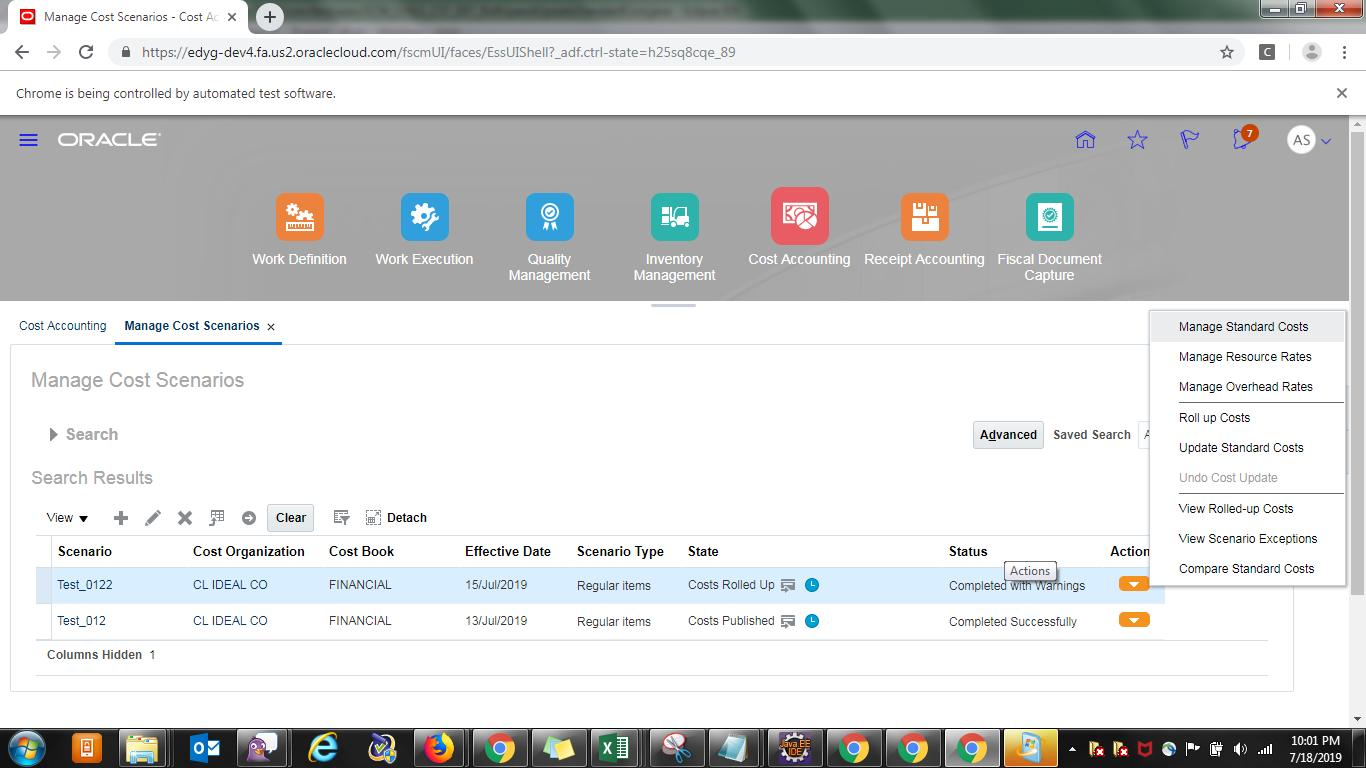 Manage Cost Scenarios - Cost Ac
https://edyg-dev4.fa.us2.oraclecloud.com/fscmUI/faces/EssUIShell?_adf.ctrl-state=h25sq8cqe_89
C
Chrome is being controlled by automated test software.
ORACLE
7
AS
Work Definition
Work Execution
Quality
Management
Inventory
Management
Cost Accounting
Receipt Accounting
Fiscal Document
Capture
Cost Accounting
Manage Cost Scenarios
Manage Cost Scenarios
Search
Advanced
Saved Search
A
Manage Standard Costs
Manage Resource Rates
Manage Overhead Rates
Roll up Costs
Update Standard Costs
Undo Cost Update
View Rolled-up Costs
View Scenario Exceptions
Compare Standard Costs
Search Results
View
Clear
Detach
Scenario Cost Organization Cost Book Effective Date Scenario Type State Status Action
Actions
Test_0122 CL IDEAL CO FINANCIAL 15/Jul/2019 Regular items Costs Rolled Up Completed with Warnings
Test_012 CL IDEAL CO FINANCIAL 13/Jul/2019 Regular items Costs Published Completed Successfully
Columns Hidden 1
Java EE
IDE
10:01 PM
7/18/2019